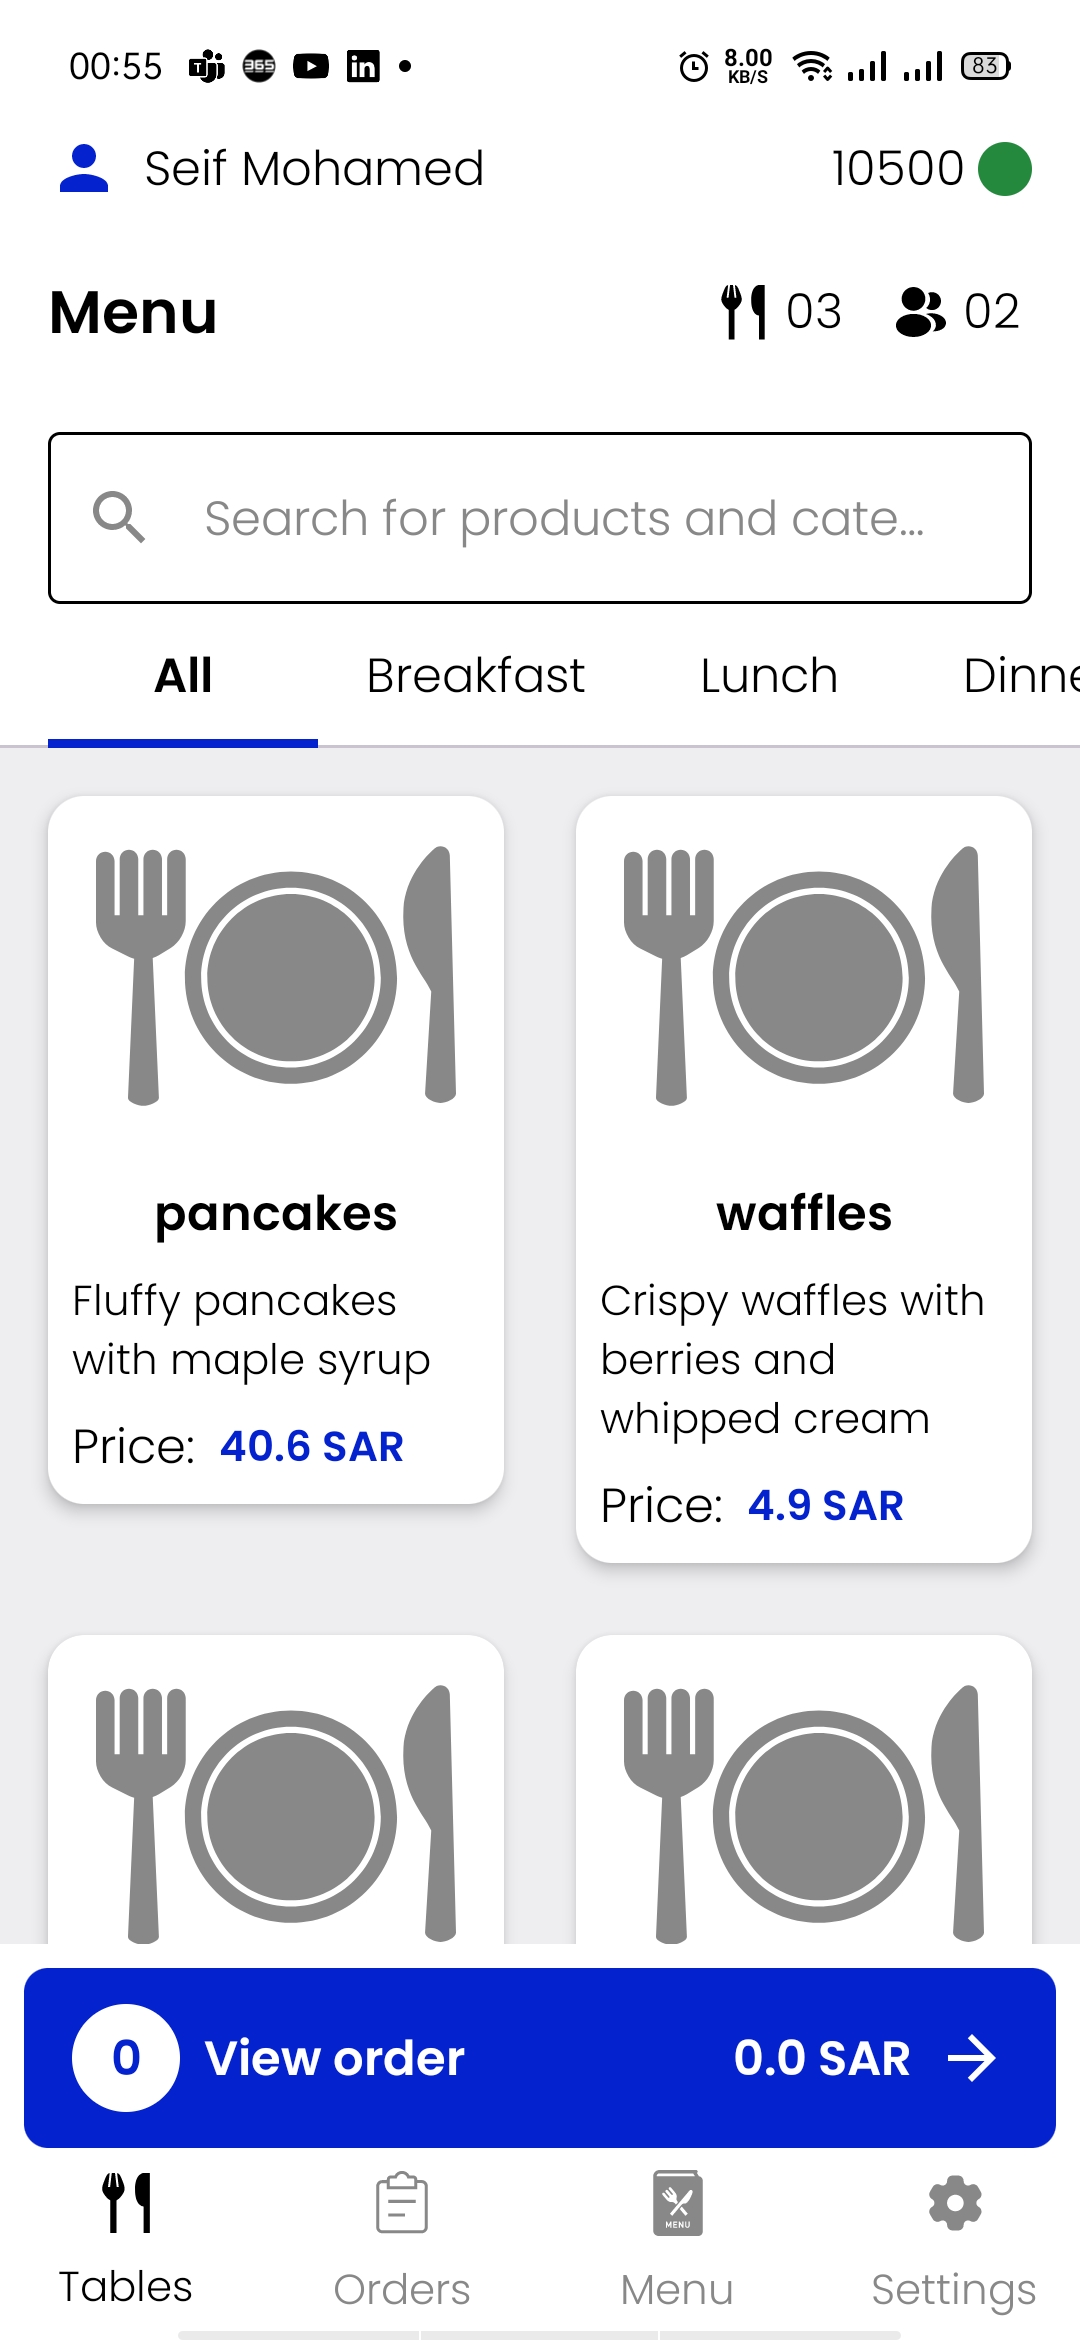 00:55 T 365 in 8.00 KB/S 83
Seif Mohamed 10500
Menu 03 02
Search for products and cate...
All Breakfast Lunch Dinne
pancakes
Fluffy pancakes
with maple syrup
Price: 40.6 SAR
waffles
Crispy waffles with
berries and
whipped cream
Price: 4.9 SAR
0 View order 0.0 SAR
MENU
Tables Orders Menu Settings